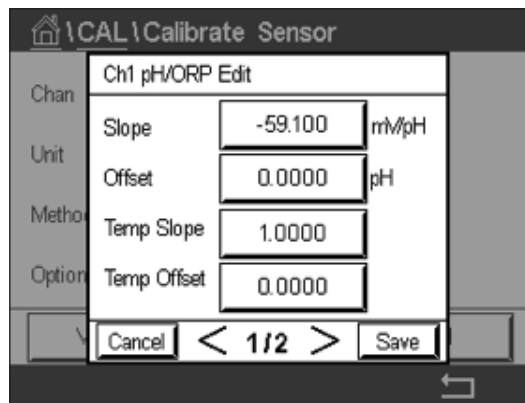 \CAL\Calibrate Sensor
Ch1 pH/ORP Edit
Chan
Slope -59.100 mV/pH
Unit
Offset 0.0000 pH
Temp Slope 1.0000
Option
Temp Offset 0.0000
Cancel < 1/2 > Save